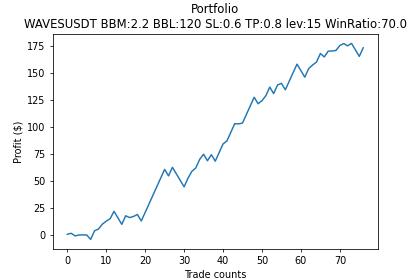 Portfolio
WAVESUSDT BBM:2.2 BBL:120 SL:0.6 TP:0.8 lev:15 WinRatio:70.0
175
150
125
100
75
50
25
0
Profit ($)
0 10 20 30 40 50 60 70
Trade counts